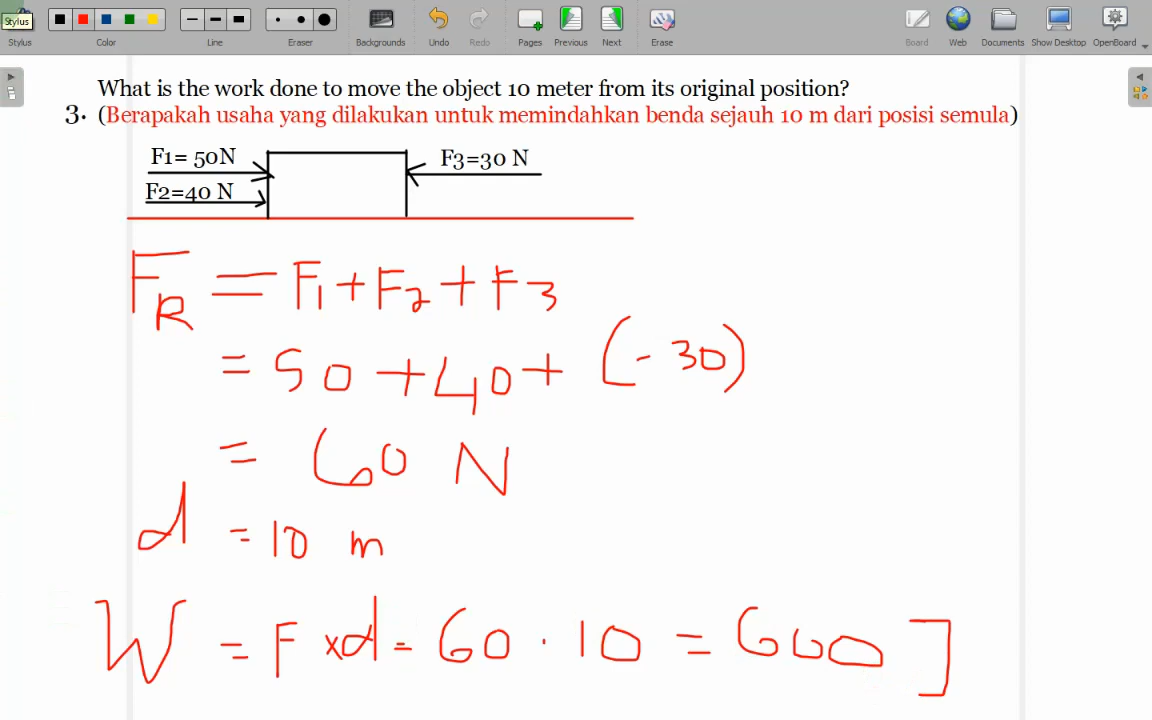 Stylus
Stylus Color Line Eraser Backgrounds Undo Redo Pages Previous Next Erase Board Web Documents Show Desktop OpenBoard
What is the work done to move the object 10 meter from its original position?
3. (Berapakah usaha yang dilakukan untuk memindahkan benda sejauh 10 m dari posisi semula)
F1= 50N F3=30 N
F2=40 N
F_R = F1 + F2 + F3
= 50 + 40 + (-30)
= 60 N
d = 10 m
W = F x d = 60 · 10 = 600 J